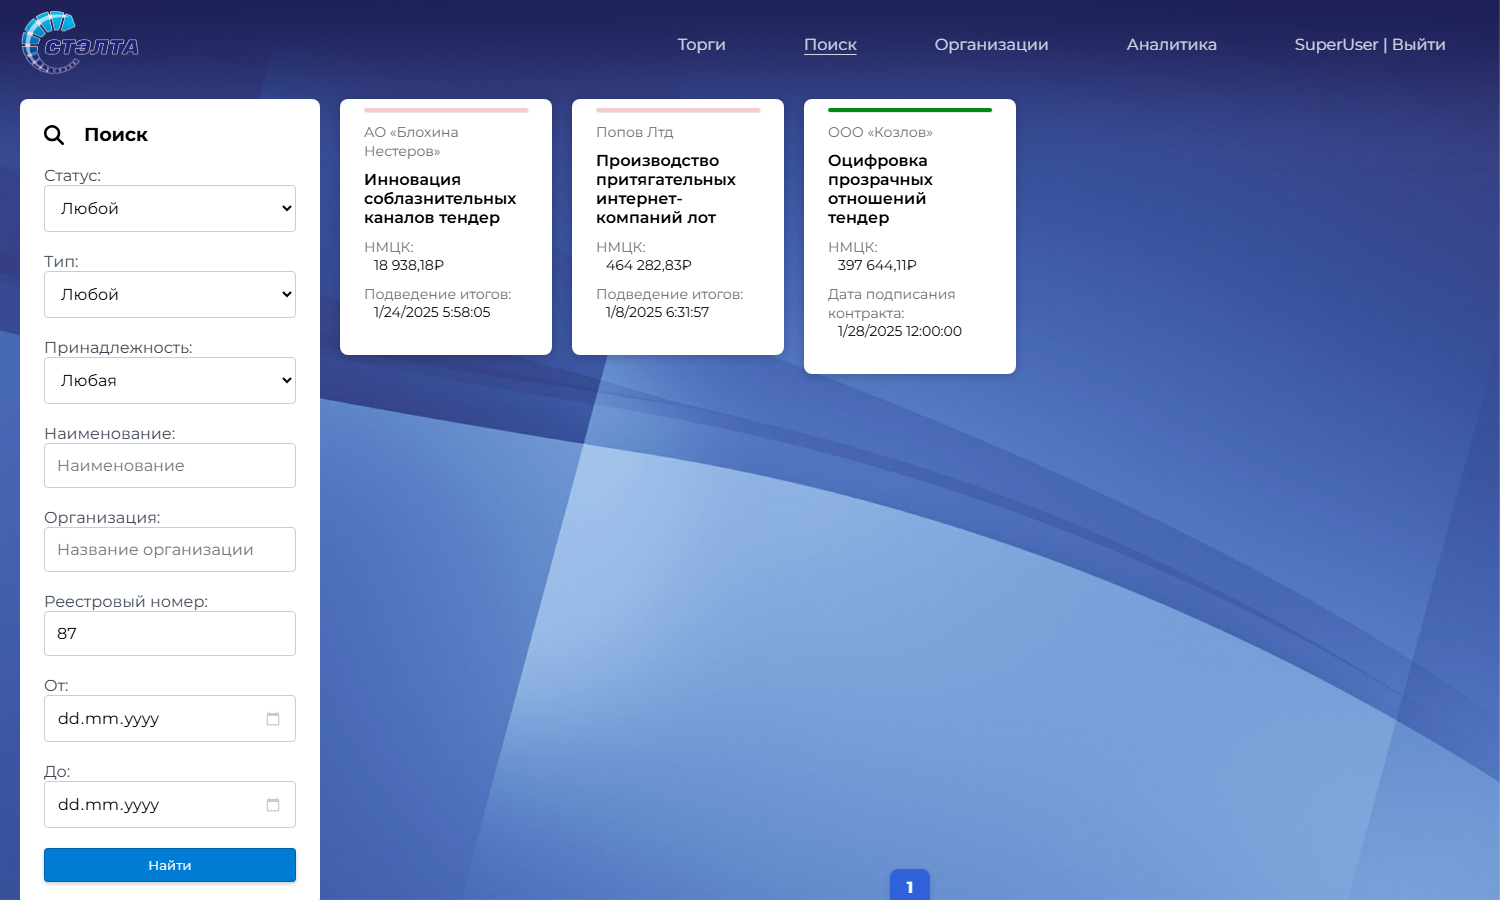 СТЭЛТА
Торги
Поиск
Организации
Аналитика
SuperUser | Выйти
Поиск
Статус:
Любой
Тип:
Любой
Принадлежность:
Любая
Наименование:
Наименование
Организация:
Название организации
Реестровый номер:
87
От:
dd.mm.yyyy
До:
dd.mm.yyyy
Найти
АО «Блохина
Нестеров»
Инновация
соблазнительных
каналов тендер
НМЦК:
18 938,18₽
Подведение итогов:
1/24/2025 5:58:05
Попов Лтд
Производство
притягательных
интернет-
компаний лот
НМЦК:
464 282,83₽
Подведение итогов:
1/8/2025 6:31:57
ООО «Козлов»
Оцифровка
прозрачных
отношений
тендер
НМЦК:
397 644,11₽
Дата подписания
контракта:
1/28/2025 12:00:00
1